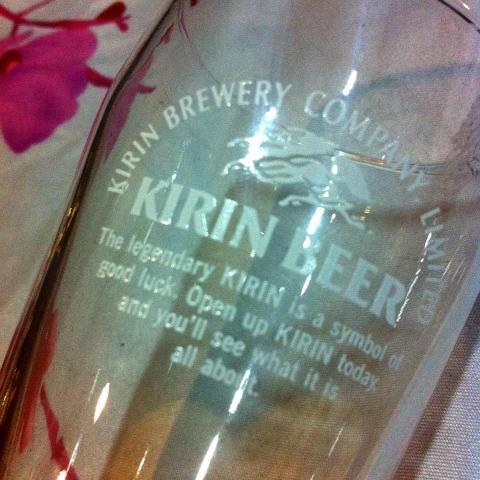 KIRIN BREWERY COMPANY, LIMITED
KIRIN BEER
The legendary KIRIN is a symbol of
good luck. Open up KIRIN today,
and you'll see what it is
all about.